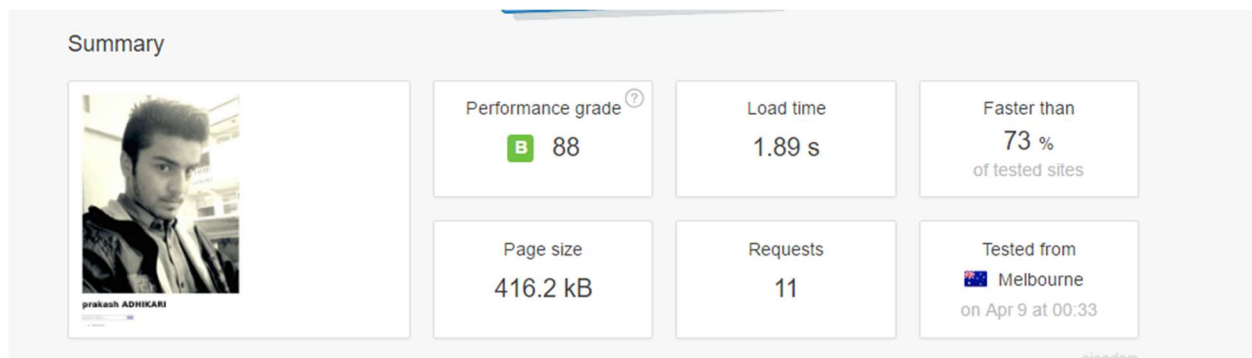 Summary
Performance grade ?
B 88
Load time
1.89 s
Faster than
73 %
of tested sites
prakash ADHIKARI
Page size
416.2 kB
Requests
11
Tested from
Melbourne
on Apr 9 at 00:33